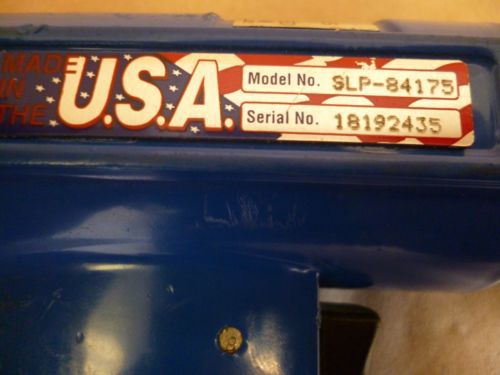 MADE IN THE U.S.A.
Model No. SLP-84175
Serial No. 18192435